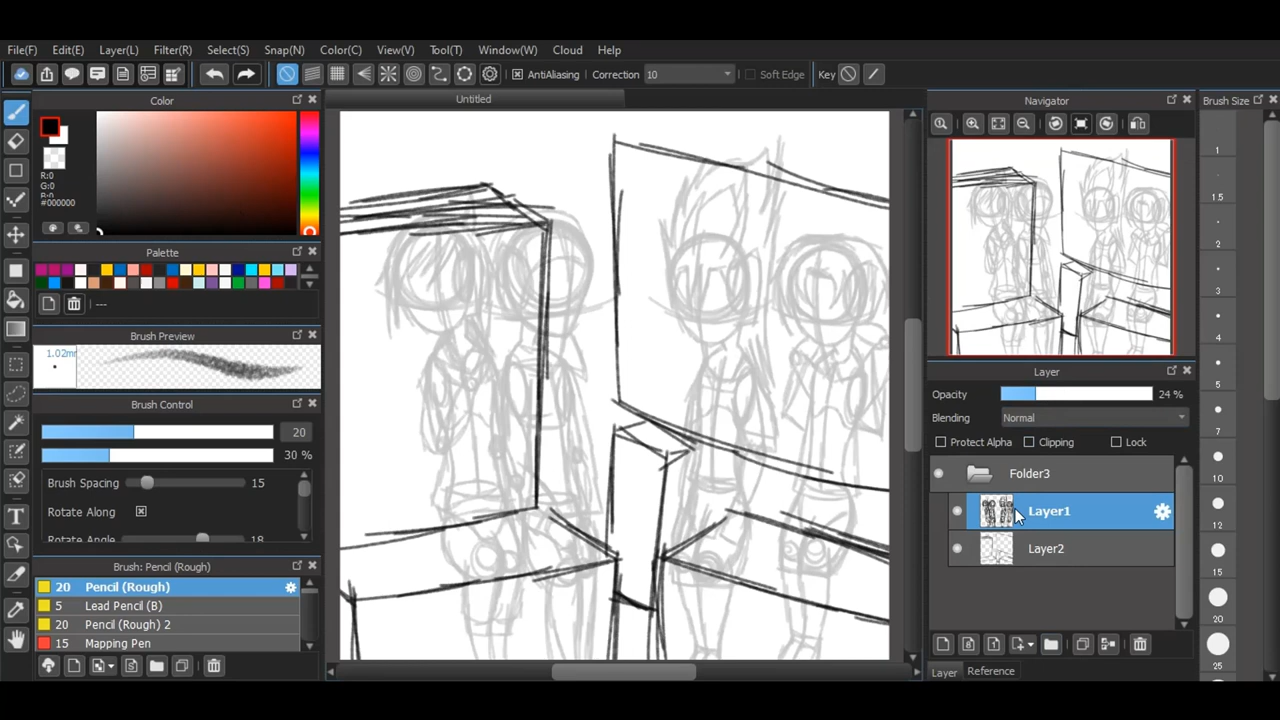 File(F) Edit(E) Layer(L) Filter(R) Select(S) Snap(N) Color(C) View(V) Tool(T) Window(W) Cloud Help
AntiAliasing Correction 10 Soft Edge Key
Color
Untitled
Navigator
Brush Size
R:0
G:0
B:0
#000000
Palette
---
Brush Preview
1.02mm
Brush Control
20
30 %
Brush Spacing 15
Rotate Along
Rotate Angle 18
Brush: Pencil (Rough)
20 Pencil (Rough)
5 Lead Pencil (B)
20 Pencil (Rough) 2
15 Mapping Pen
Layer
Opacity 24 %
Blending Normal
Protect Alpha Clipping Lock
Folder3
Layer1
Layer2
Layer Reference
1
1.5
2
3
4
5
7
10
12
15
20
25